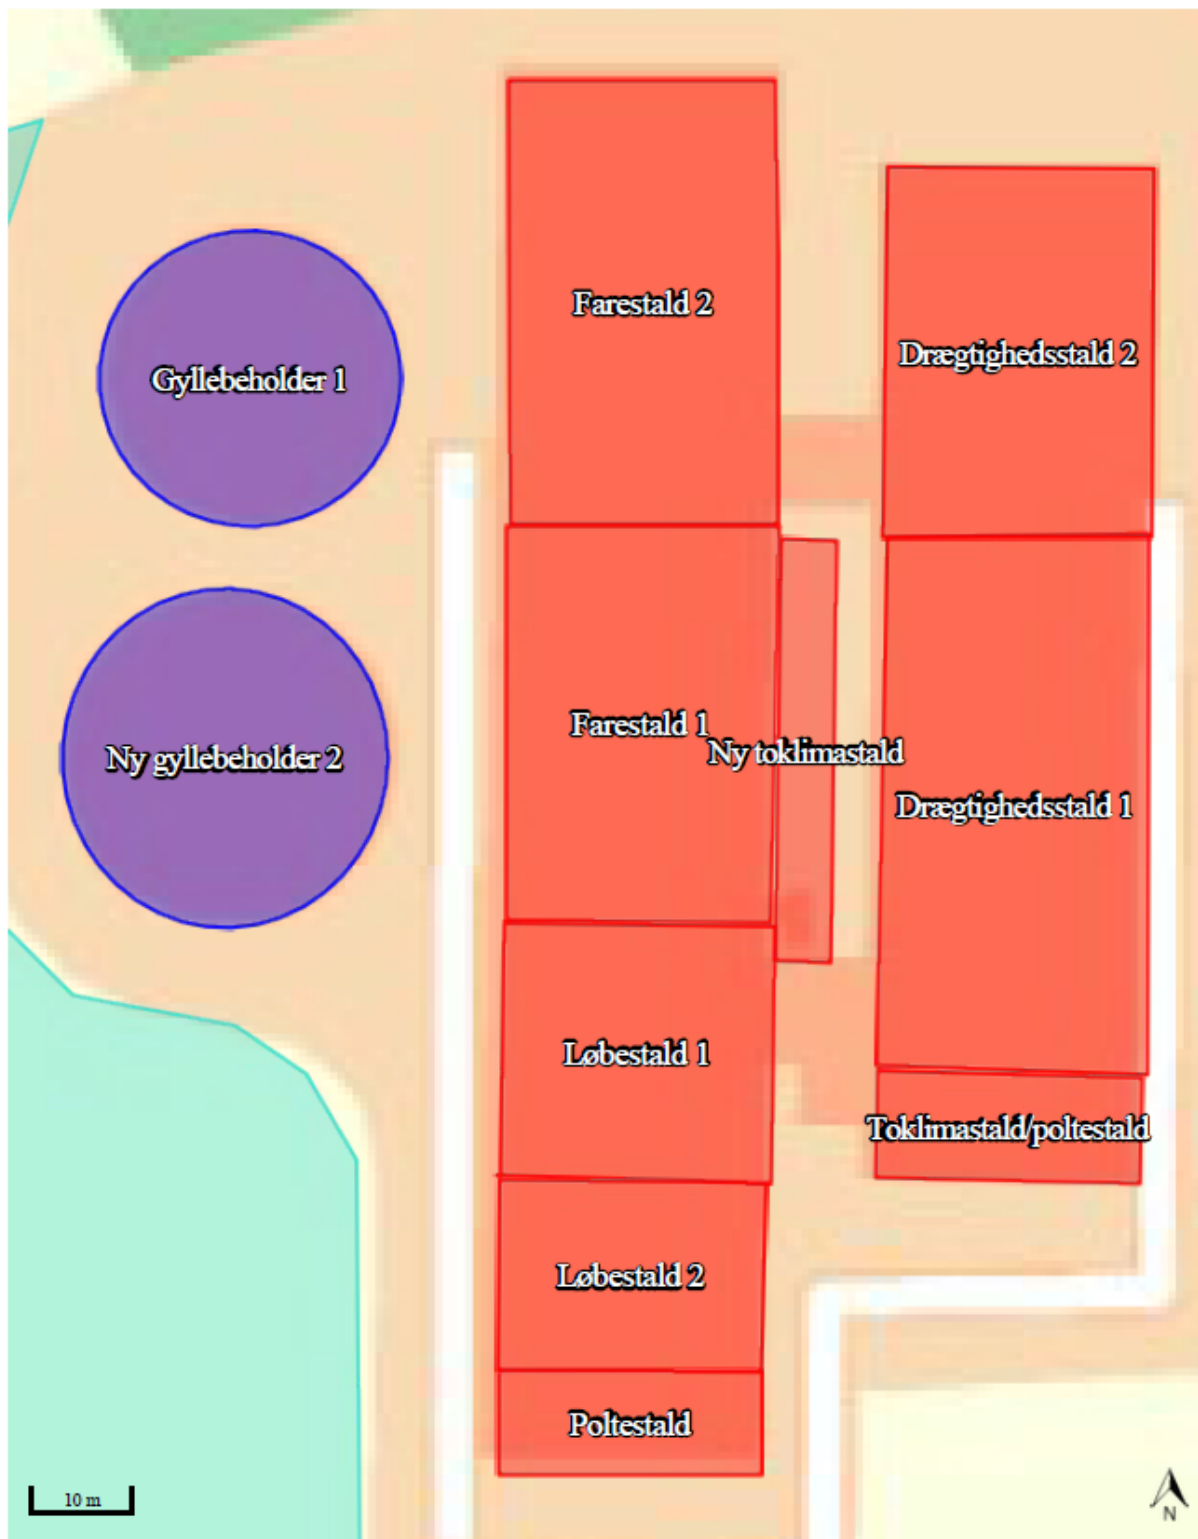 Farestald 2
Drægtighedsstald 2
Gyllebeholder 1
Farestald 1
Ny toklimastald
Ny gyllebeholder 2
Drægtighedsstald 1
Løbestald 1
Toklimastald/poltestald
Løbestald 2
Poltestald
10 m
N